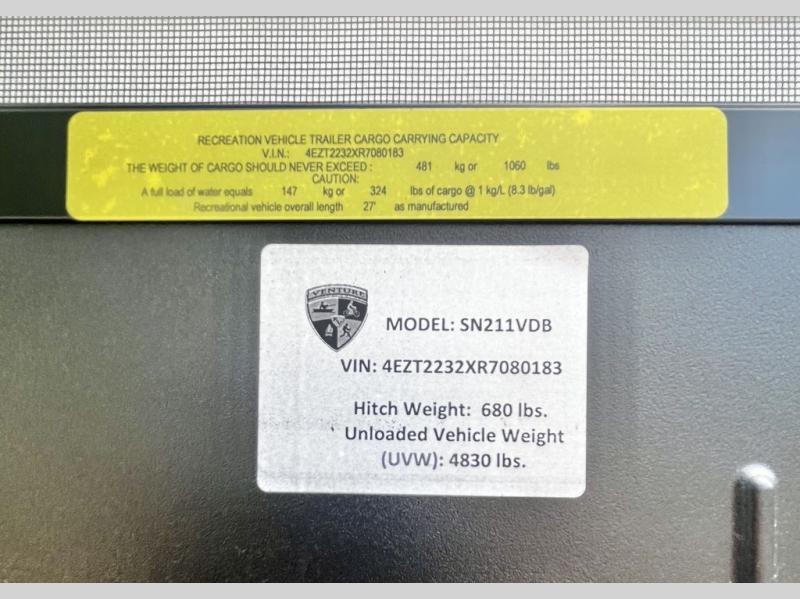 RECREATION VEHICLE TRAILER CARGO CARRYING CAPACITY
V.I.N.: 4EZT2232XR7080183
THE WEIGHT OF CARGO SHOULD NEVER EXCEED : 481 kg or 1060 lbs
CAUTION:
A full load of water equals 147 kg or 324 lbs of cargo @ 1 kg/L (8.3 lb/gal)
Recreational vehicle overall length 27' as manufactured
VENTURE
MODEL: SN211VDB
VIN: 4EZT2232XR7080183
Hitch Weight: 680 lbs.
Unloaded Vehicle Weight
(UVW): 4830 lbs.